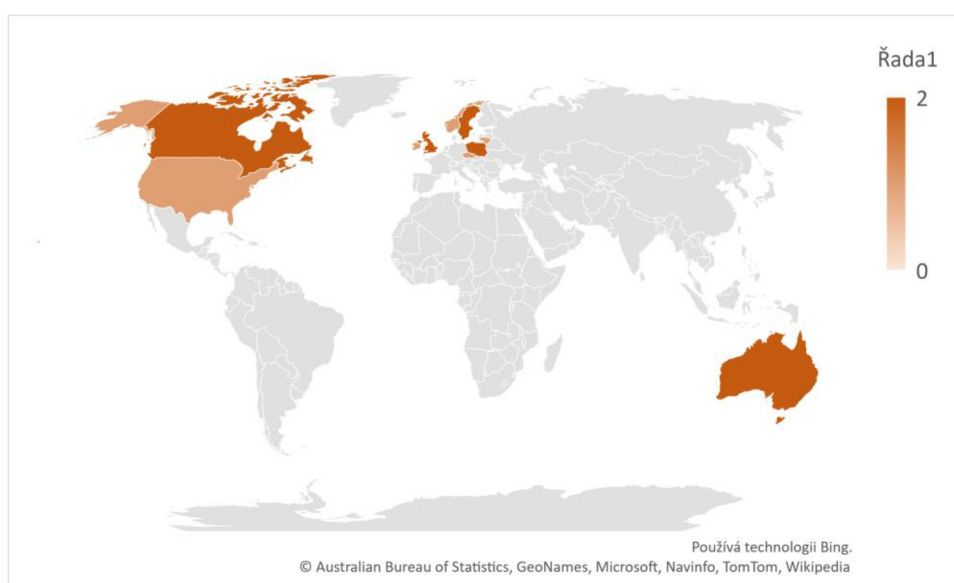 Řada1
2
0
Používá technologii Bing.
© Australian Bureau of Statistics, GeoNames, Microsoft, Navinfo, TomTom, Wikipedia